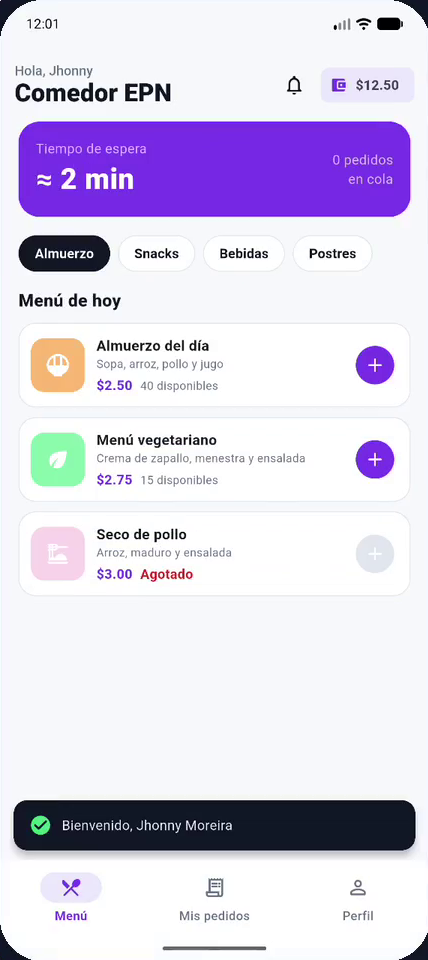 12:01
Hola, Jhonny
Comedor EPN
$12.50
Tiempo de espera
≈ 2 min
0 pedidos
en cola
Almuerzo
Snacks
Bebidas
Postres
Menú de hoy
Almuerzo del día
Sopa, arroz, pollo y jugo
$2.50 40 disponibles
Menú vegetariano
Crema de zapallo, menestra y ensalada
$2.75 15 disponibles
Seco de pollo
Arroz, maduro y ensalada
$3.00 Agotado
Bienvenido, Jhonny Moreira
Menú
Mis pedidos
Perfil